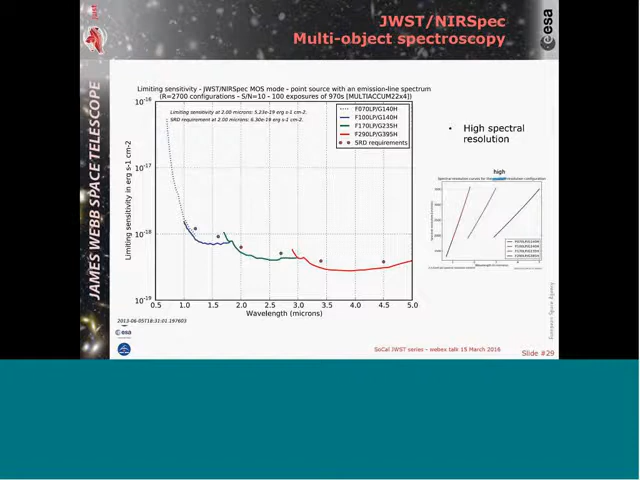 JWST/NIRSpec
Multi-object spectroscopy
esa
JAMES WEBB SPACE TELESCOPE
Limiting sensitivity - JWST/NIRSpec MOS mode - point source with an emission-line spectrum
(R=2700 configurations - S/N=10 - 100 exposures of 970s [MULTIACCUM22x4])
Limiting sensitivity at 2.00 microns: 5.23e-19 erg s-1 cm-2.
SRD requirement at 2.00 microns: 6.30e-19 erg s-1 cm-2.
F070LP/G140H
F100LP/G140H
F170LP/G235H
F290LP/G395H
SRD requirements
Limiting sensitivity in erg s-1 cm-2
10^-16
10^-17
10^-18
10^-19
0.5 1.0 1.5 2.0 2.5 3.0 3.5 4.0 4.5 5.0
Wavelength (microns)
2013-06-05T18:31:01.197603
• High spectral
resolution
high
European Space Agency
esa
SoCal JWST series - webex talk 15 March 2016
Slide #29